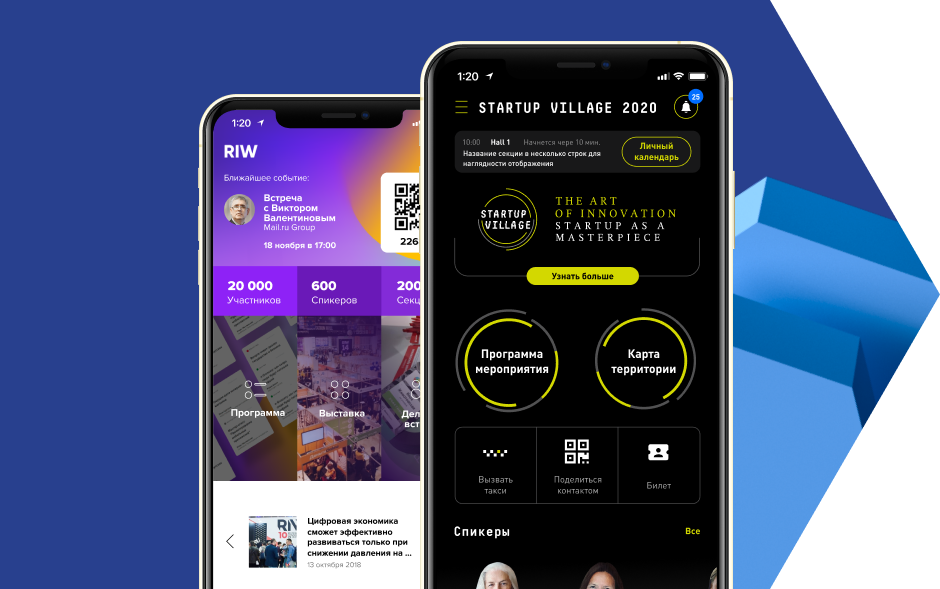 1:20
RIW
Ближайшее событие:
Встреча
с Виктором
Валентиновым
Mail.ru Group
18 ноября в 17:00
226
20 000
Участников
600
Спикеров
200
Секц
Программа
Выставка
Дел
вст
Цифровая экономика
сможет эффективно
развиваться только при
снижении давления на ...
13 октября 2018
1:20
STARTUP VILLAGE 2020
25
10:00 Hall 1 Начнется чере 10 мин.
Название секции в несколько строк для
наглядности отображения
Личный
календарь
STARTUP
VILLAGE
THE ART
OF INNOVATION
STARTUP AS A
MASTERPIECE
Узнать больше
Программа
мероприятия
Карта
территории
Вызвать
такси
Поделиться
контактом
Билет
Спикеры
Все